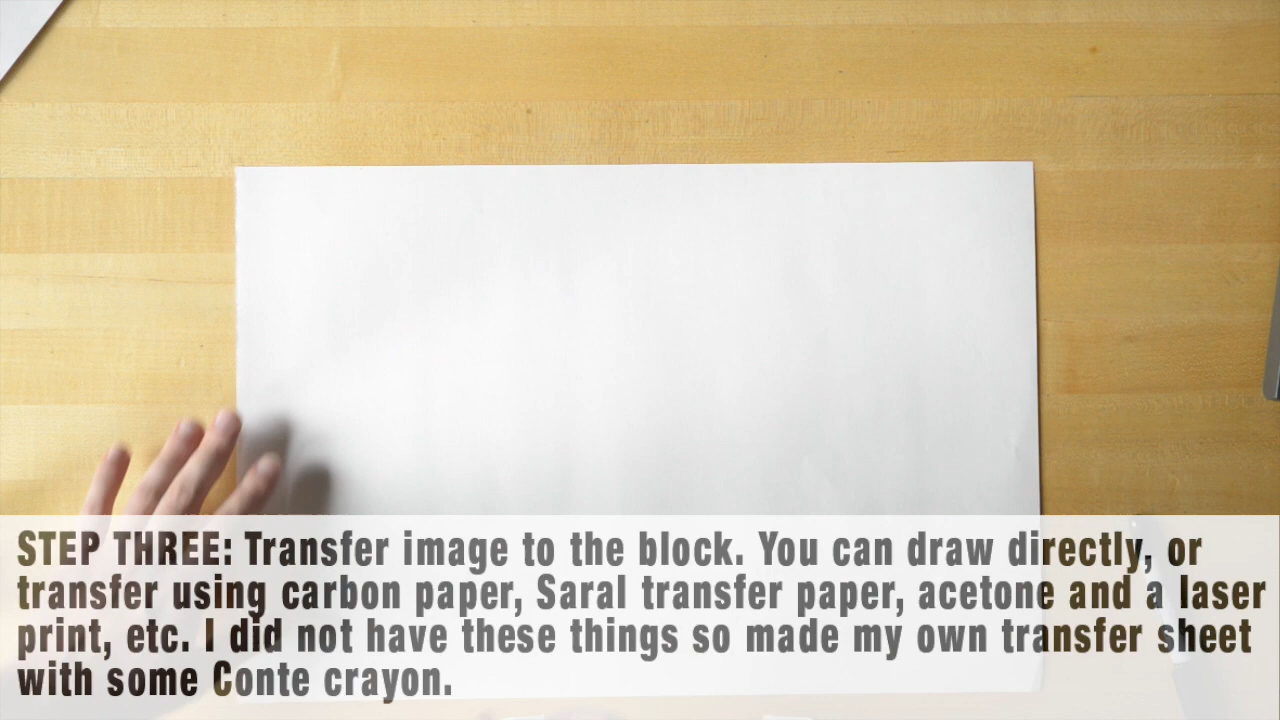 STEP THREE: Transfer image to the block. You can draw directly, or
transfer using carbon paper, Saral transfer paper, acetone and a laser
print, etc. I did not have these things so made my own transfer sheet
with some Conte crayon.